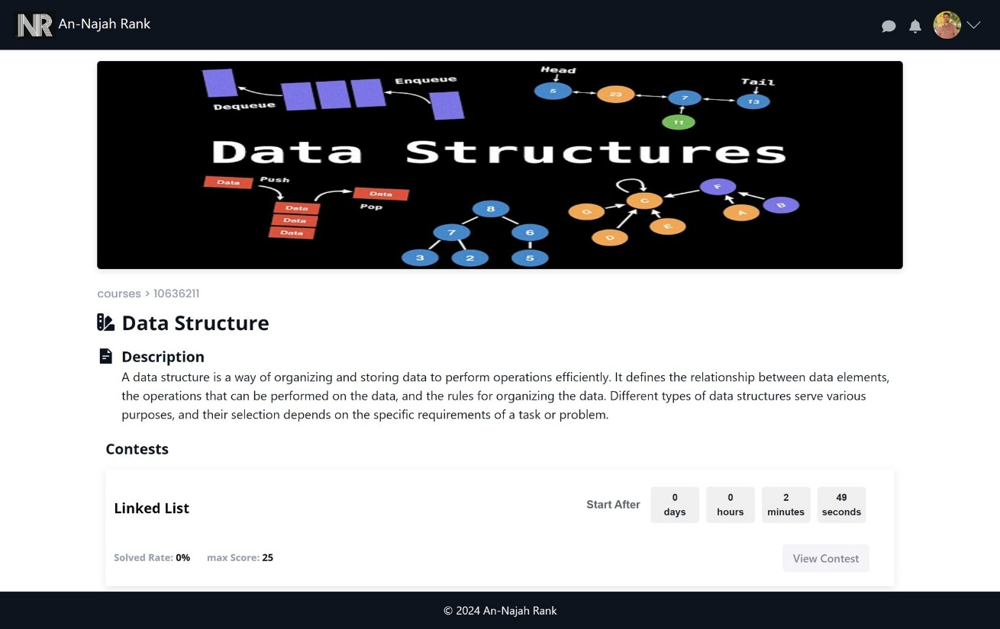 NR An-Najah Rank
Head
Enqueue
Tail
5 23 7 13
Dequeue
11
Data Structures
Data Push
Data
Pop
Data
Data
Data
8
7 6
3 2 5
F
C
B
G
A
E
D
courses > 10636211
Data Structure
Description
A data structure is a way of organizing and storing data to perform operations efficiently. It defines the relationship between data elements,
the operations that can be performed on the data, and the rules for organizing the data. Different types of data structures serve various
purposes, and their selection depends on the specific requirements of a task or problem.
Contests
Linked List
Start After
0 0 2 49
days hours minutes seconds
Solved Rate: 0% max Score: 25
View Contest
© 2024 An-Najah Rank